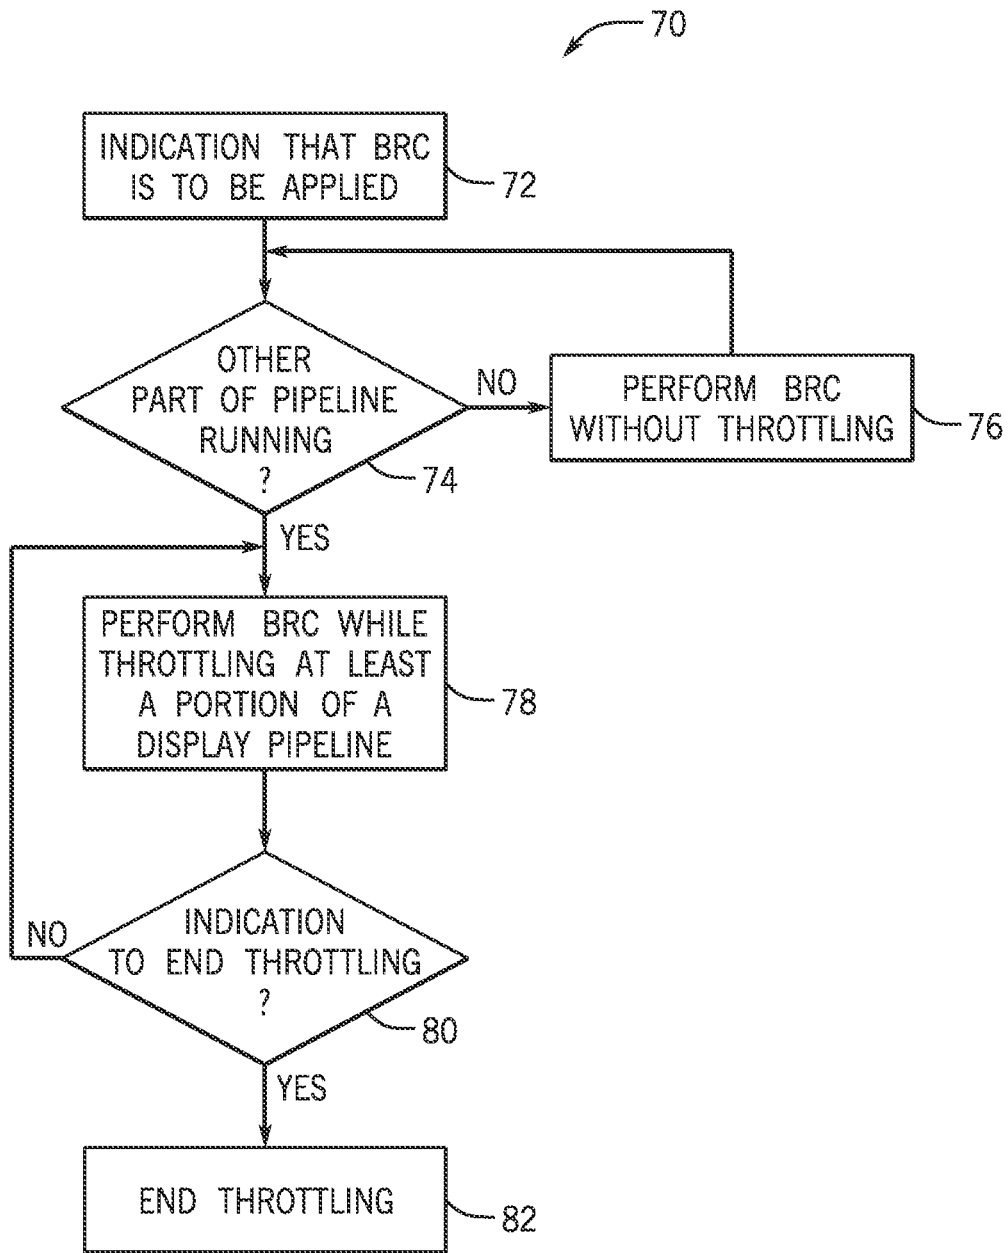 70
INDICATION THAT BRC
IS TO BE APPLIED
72
OTHER
PART OF PIPELINE
RUNNING
?
74
NO
PERFORM BRC
WITHOUT THROTTLING
76
YES
PERFORM BRC WHILE
THROTTLING AT LEAST
A PORTION OF A
DISPLAY PIPELINE
78
INDICATION
TO END THROTTLING
?
80
NO
YES
END THROTTLING
82